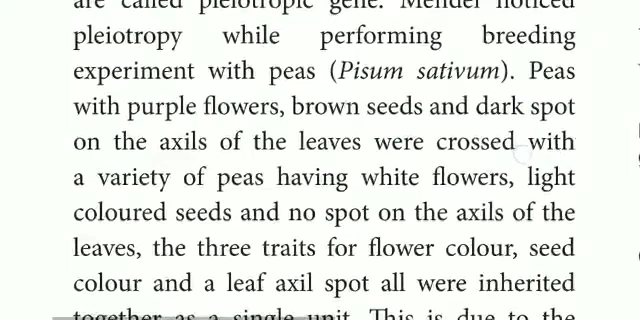 are called pleiotropic gene. Mendel noticed
pleiotropy while performing breeding
experiment with peas (Pisum sativum). Peas
with purple flowers, brown seeds and dark spot
on the axils of the leaves were crossed with
a variety of peas having white flowers, light
coloured seeds and no spot on the axils of the
leaves, the three traits for flower colour, seed
colour and a leaf axil spot all were inherited
together as a single unit. This is due to the